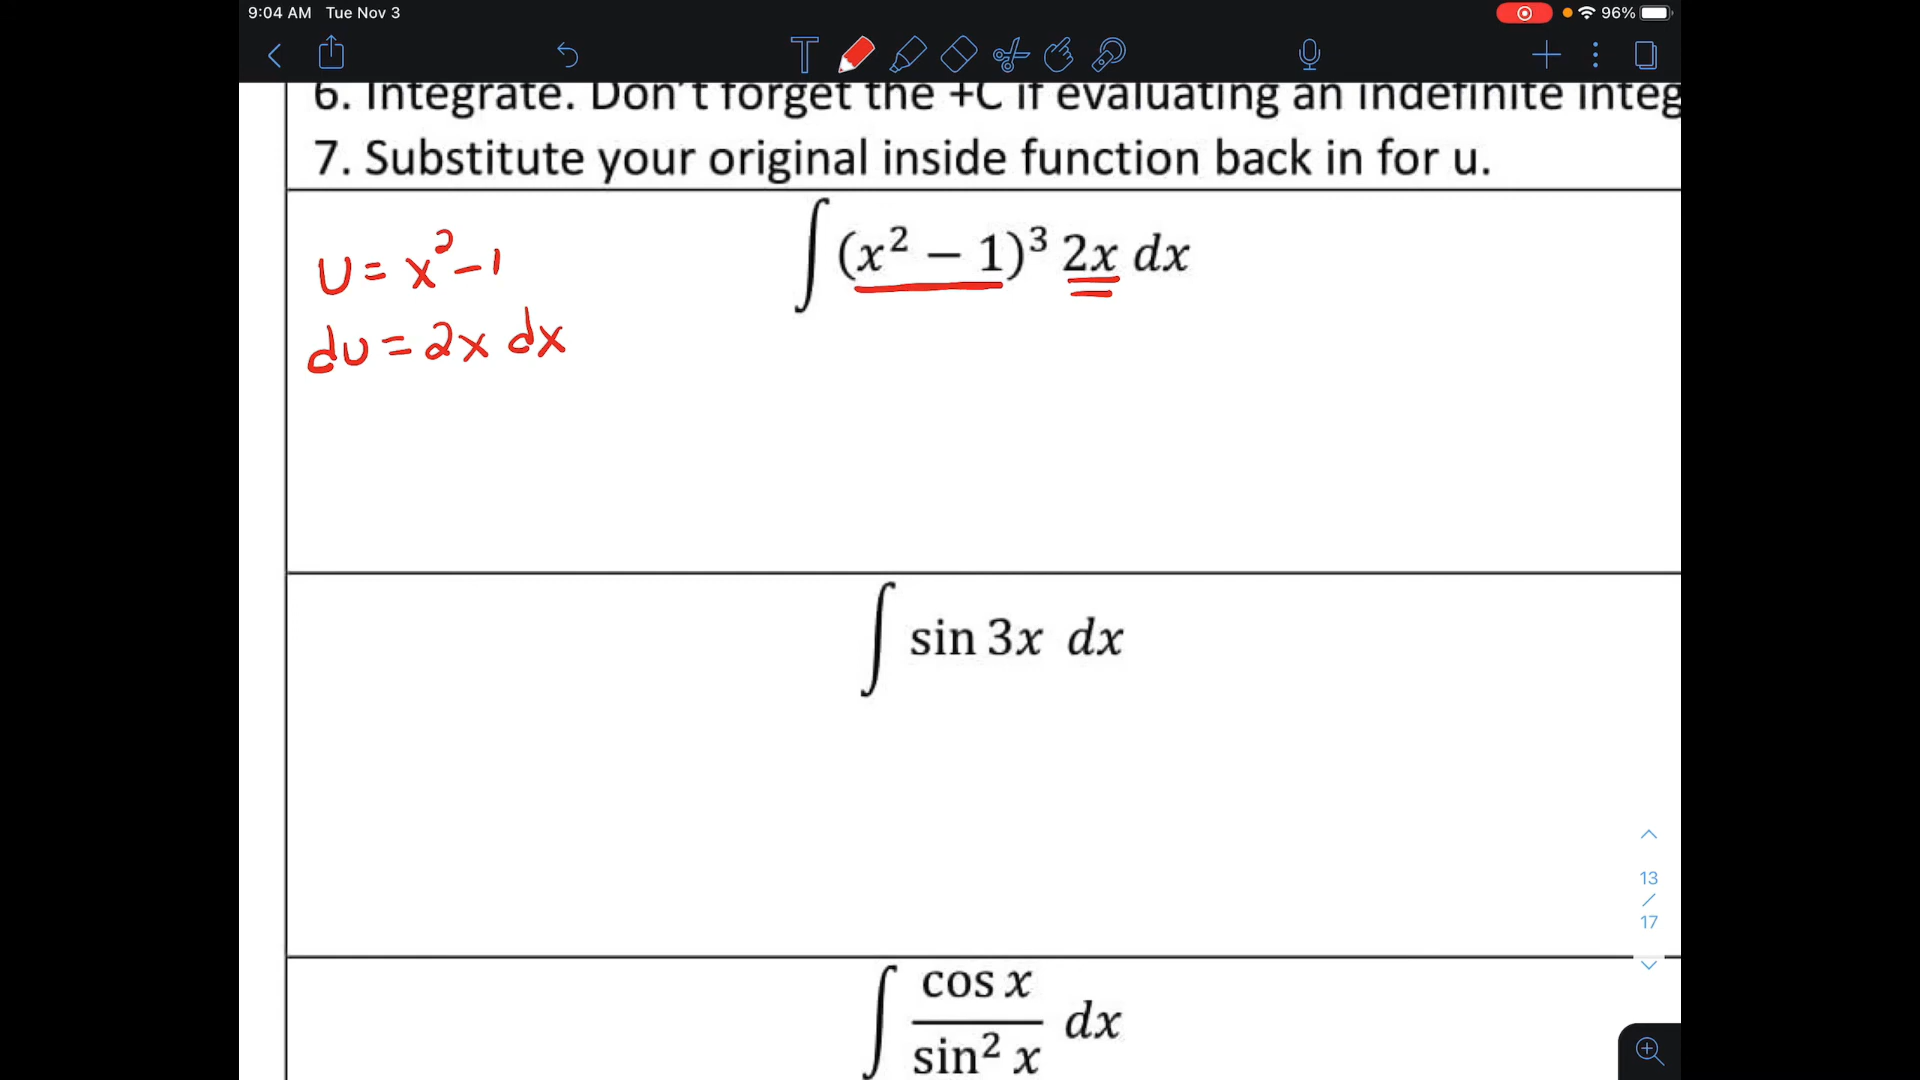 9:04 AM Tue Nov 3 96%
6. Integrate. Don't forget the +C if evaluating an indefinite integ
7. Substitute your original inside function back in for u.
∫ (x² − 1)³ 2x dx
u = x² − 1
du = 2x dx
∫ sin 3x dx
∫ cos x / sin² x dx
13 / 17